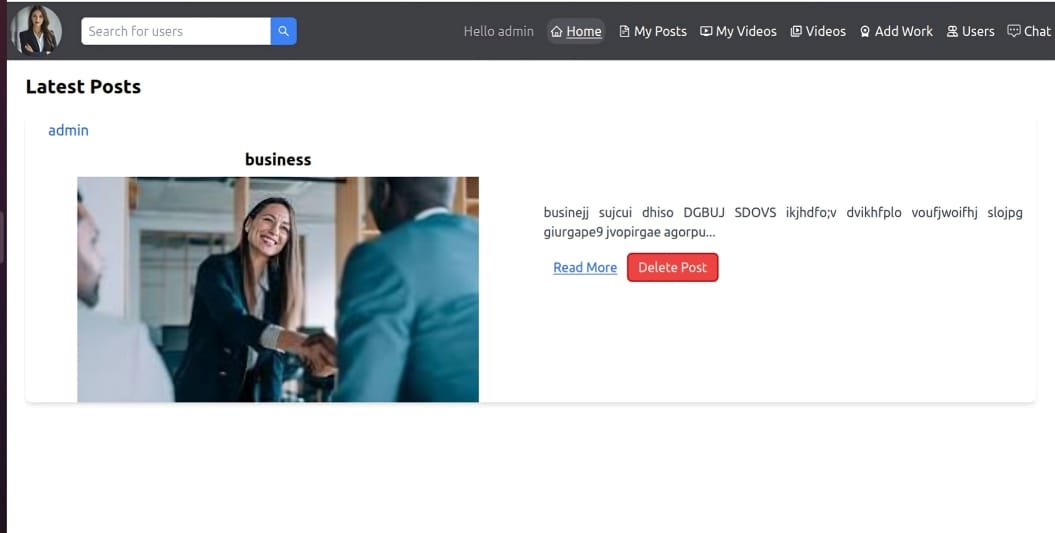 Search for users
Hello admin Home My Posts My Videos Videos Add Work Users Chat
Latest Posts
admin
business
businejj sujcui dhiso DGBUJ SDOVS ikjhdfo;v dvikhfplo voufjwoifhj slojpg
giurgape9 jvopirgae agorpu...
Read More Delete Post